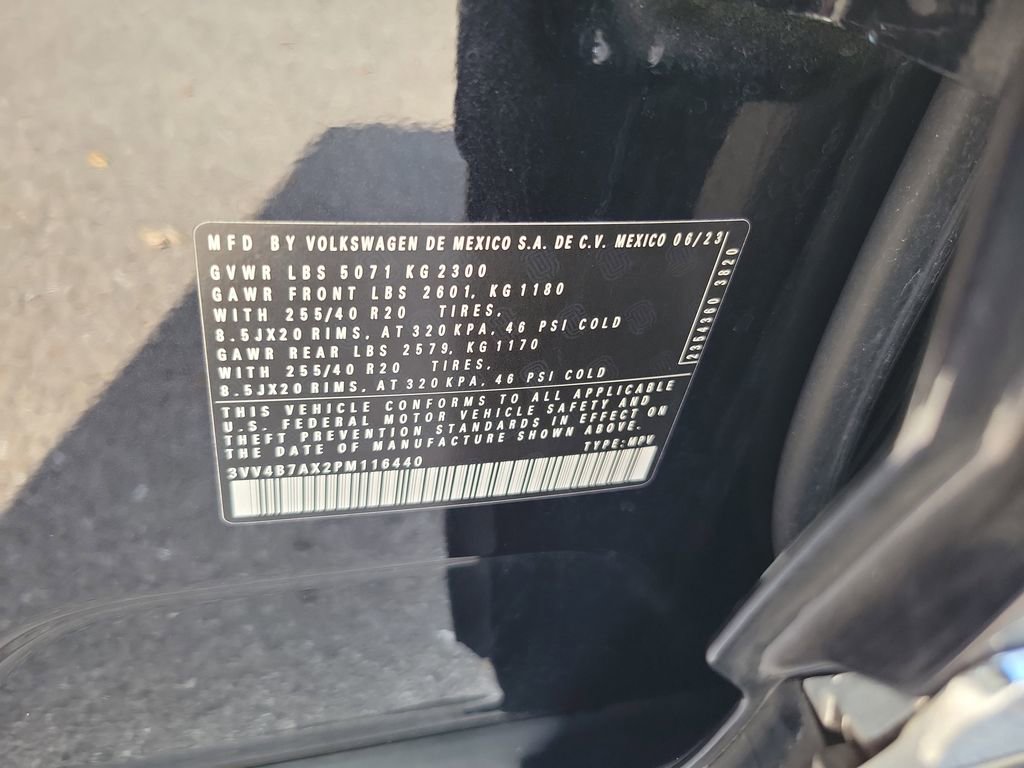 MFD BY VOLKSWAGEN DE MEXICO S.A. DE C.V. MEXICO 06/23
GVWR LBS 5071 KG 2300
GAWR FRONT LBS 2601, KG 1180
WITH 255/40 R20 TIRES,
8.5JX20 RIMS, AT 320 KPA, 46 PSI COLD
GAWR REAR LBS 2579, KG 1170
WITH 255/40 R20 TIRES,
8.5JX20 RIMS, AT 320 KPA, 46 PSI COLD
THIS VEHICLE CONFORMS TO ALL APPLICABLE
U.S. FEDERAL MOTOR VEHICLE SAFETY AND
THEFT PREVENTION STANDARDS IN EFFECT ON
THE DATE OF MANUFACTURE SHOWN ABOVE.
TYPE: MPV
3VV4B7AX2PM116440
2354360 3820